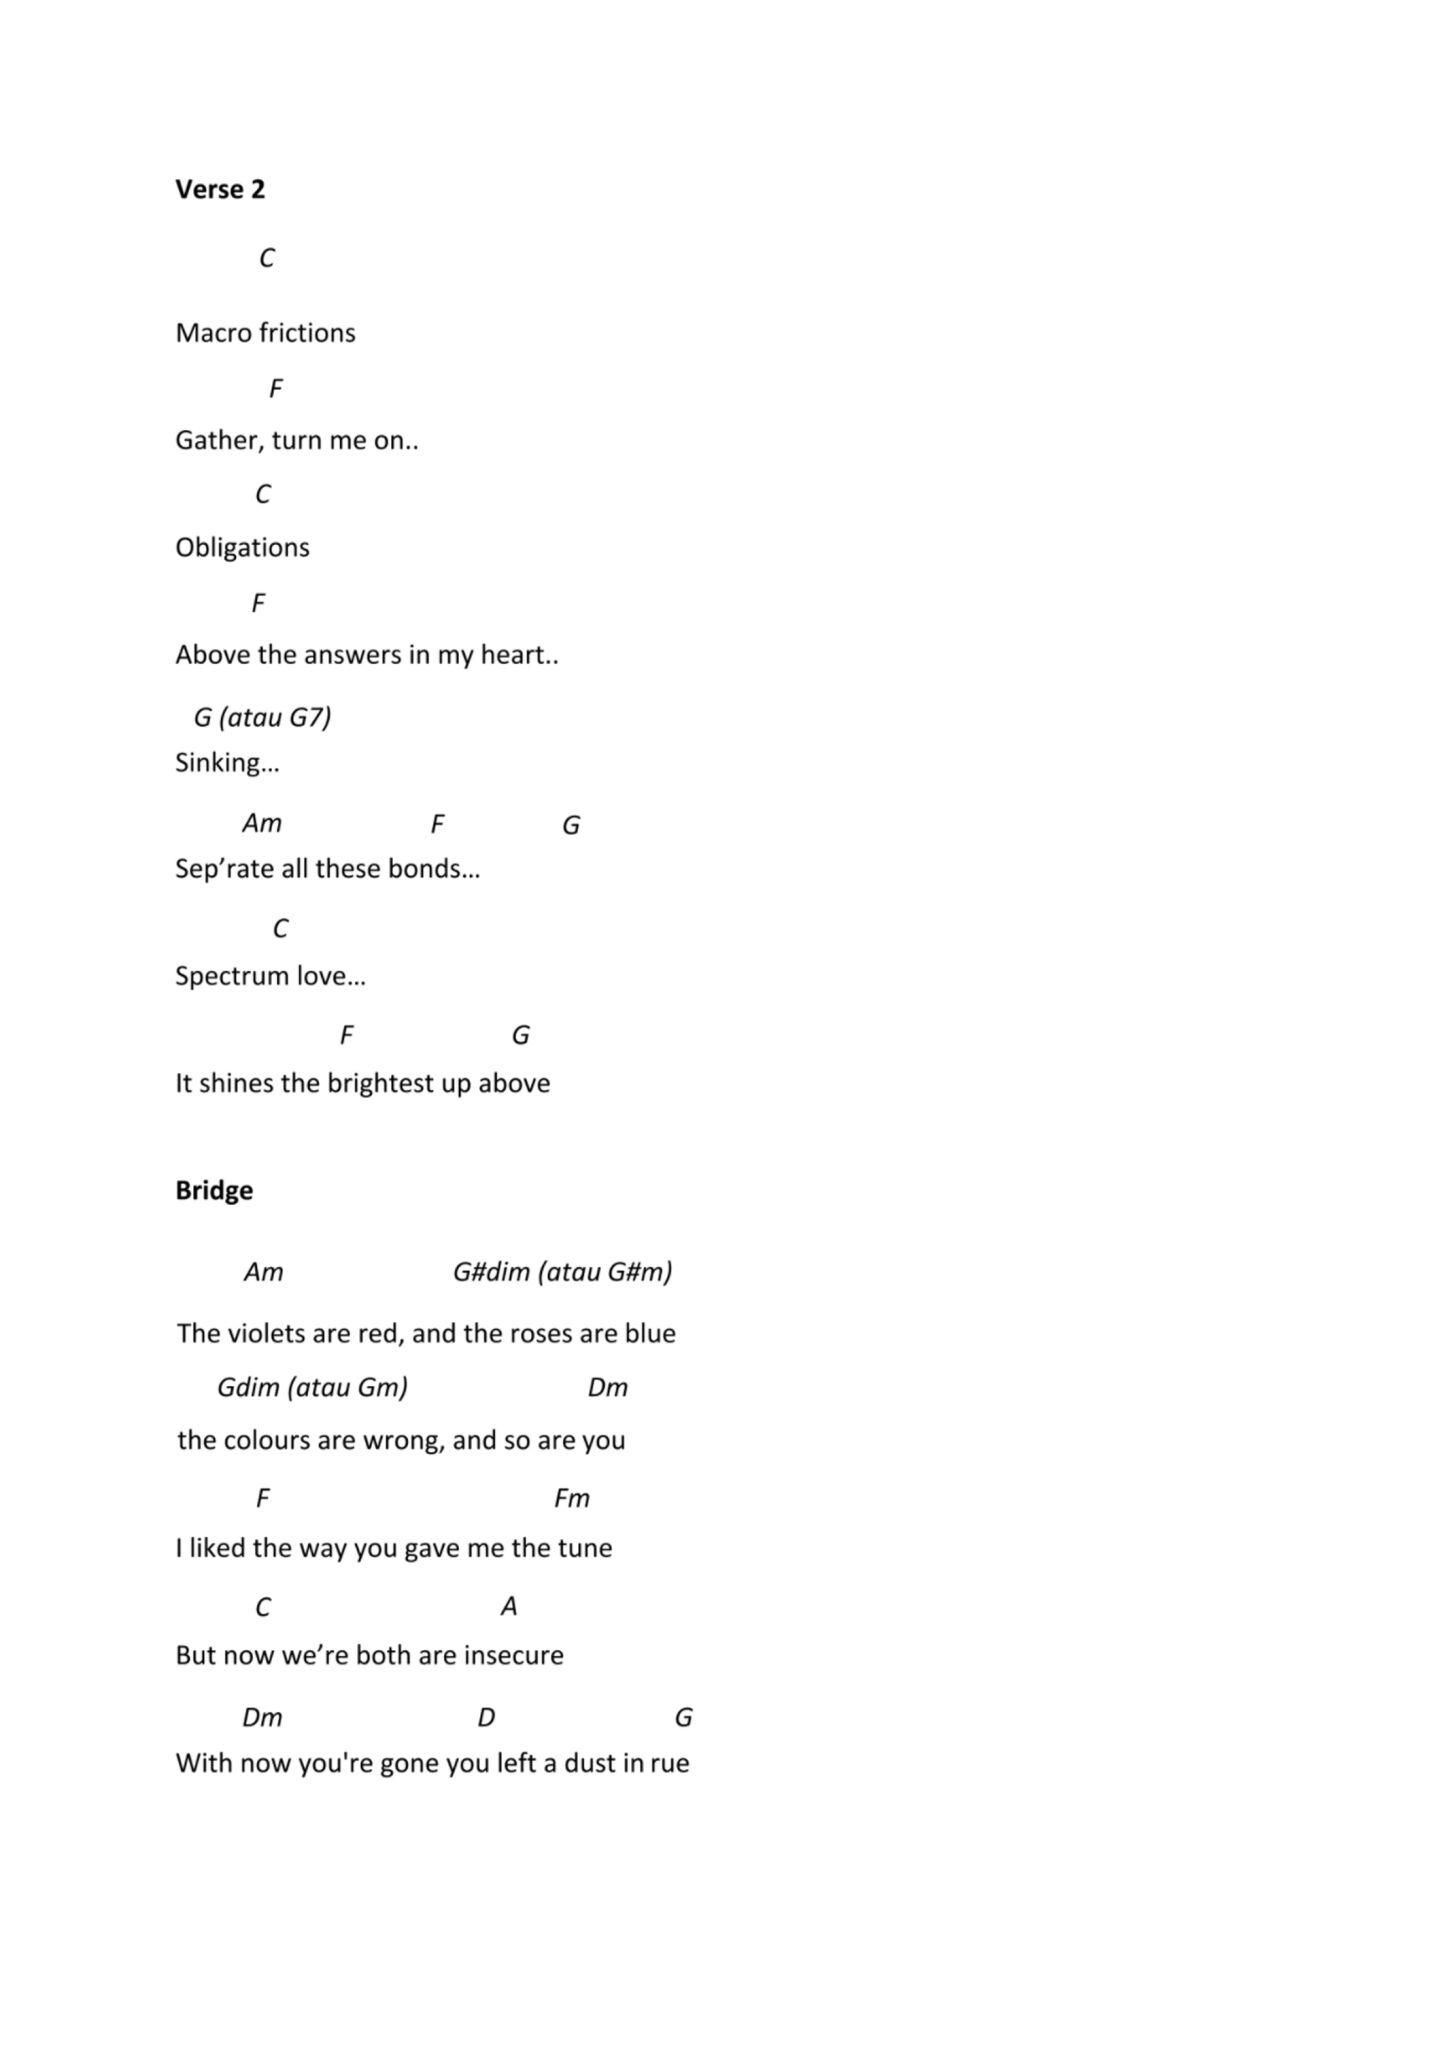 Verse 2
C
Macro frictions
F
Gather, turn me on..
C
Obligations
F
Above the answers in my heart..
G (atau G7)
Sinking…
Am F G
Sep’rate all these bonds…
C
Spectrum love…
F G
It shines the brightest up above
Bridge
Am G#dim (atau G#m)
The violets are red, and the roses are blue
Gdim (atau Gm) Dm
the colours are wrong, and so are you
F Fm
I liked the way you gave me the tune
C A
But now we’re both are insecure
Dm D G
With now you're gone you left a dust in rue